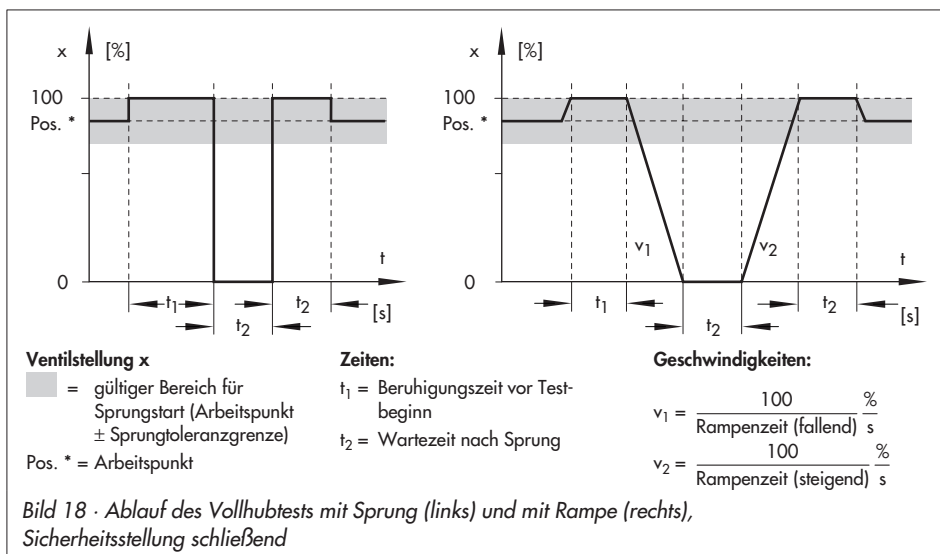 x [%]
100
Pos. *
0
t
t1
t2
t2
[s]
x [%]
100
Pos. *
0
v1
v2
t
t1
t2
t2
[s]
Ventilstellung x
= gültiger Bereich für
Sprungstart (Arbeitspunkt
± Sprungtoleranzgrenze)
Pos. * = Arbeitspunkt
Zeiten:
t1 = Beruhigungszeit vor Test-
beginn
t2 = Wartezeit nach Sprung
Geschwindigkeiten:
v1 = 100 / Rampenzeit (fallend) % / s
v2 = 100 / Rampenzeit (steigend) % / s
Bild 18 · Ablauf des Vollhubtests mit Sprung (links) und mit Rampe (rechts),
Sicherheitsstellung schließend